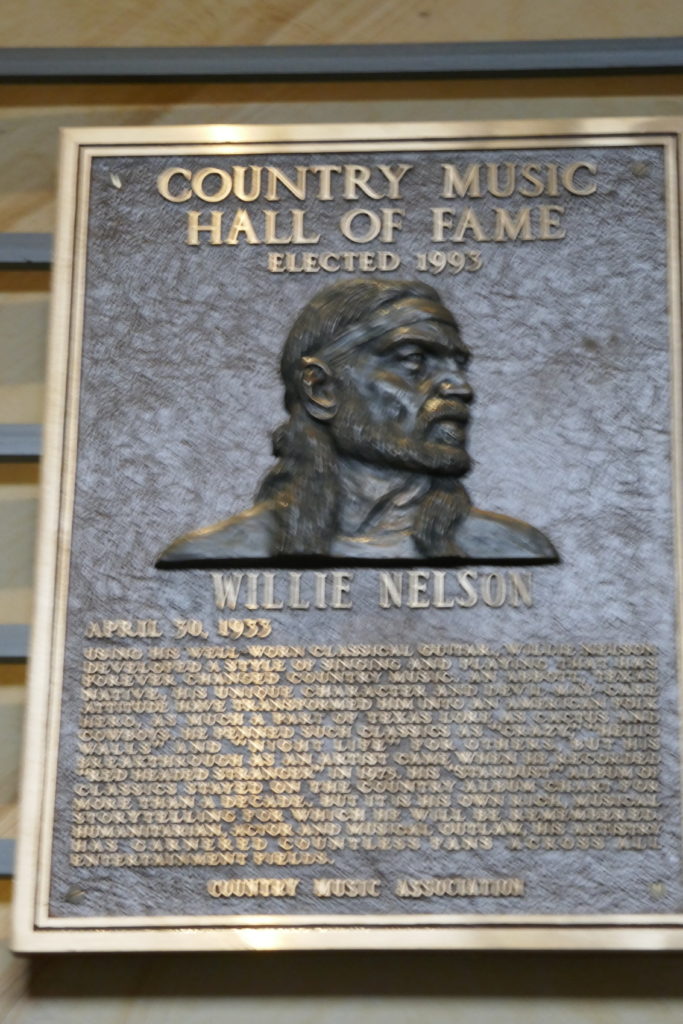 COUNTRY MUSIC
HALL OF FAME
ELECTED 1993
WILLIE NELSON
APRIL 30, 1933
USING HIS WELL-WORN CLASSICAL GUITAR, WILLIE NELSON
DEVELOPED A STYLE OF SINGING AND PLAYING THAT HAS
FOREVER CHANGED COUNTRY MUSIC. AN ABBOTT, TEXAS
NATIVE, HIS UNIQUE CHARACTER AND DEVIL-MAY-CARE
ATTITUDE HAVE TRANSFORMED HIM INTO AN AMERICAN FOLK
HERO, AS MUCH A PART OF TEXAS LORE AS CACTUS AND
COWBOYS. HE PENNED SUCH CLASSICS AS "CRAZY," "HELLO
WALLS" AND "NIGHT LIFE" FOR OTHERS, BUT HIS
BREAKTHROUGH AS AN ARTIST CAME WHEN HE RECORDED
RED HEADED STRANGER IN 1975. HIS "STARDUST" ALBUM OF
CLASSICS STAYED ON THE COUNTRY ALBUM CHART FOR
MORE THAN A DECADE. BUT IT IS HIS OWN RICH, MUSICAL
STORYTELLING FOR WHICH HE WILL BE REMEMBERED.
HUMANITARIAN, ACTOR AND MUSICAL OUTLAW, HIS ARTISTRY
HAS GARNERED COUNTLESS FANS ACROSS ALL
ENTERTAINMENT FIELDS.
COUNTRY MUSIC ASSOCIATION